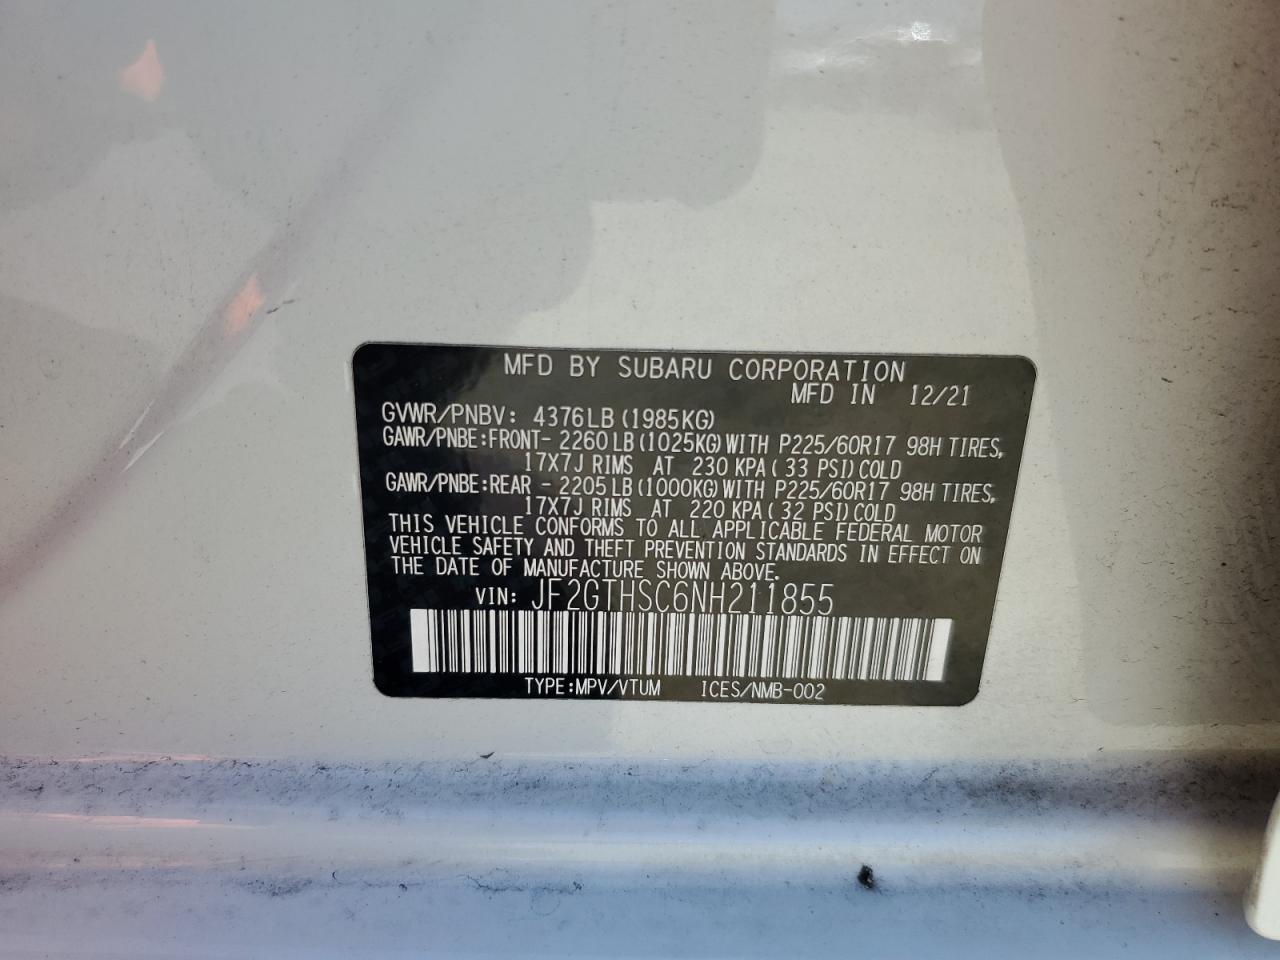 MFD BY SUBARU CORPORATION
MFD IN 12/21
GVWR/PNBV: 4376LB (1985KG)
GAWR/PNBE:FRONT- 2260LB (1025KG) WITH P225/60R17 98H TIRES,
17X7J RIMS AT 230 KPA ( 33 PSI) COLD
GAWR/PNBE:REAR - 2205LB (1000KG) WITH P225/60R17 98H TIRES,
17X7J RIMS AT 220 KPA ( 32 PSI) COLD
THIS VEHICLE CONFORMS TO ALL APPLICABLE FEDERAL MOTOR
VEHICLE SAFETY AND THEFT PREVENTION STANDARDS IN EFFECT ON
THE DATE OF MANUFACTURE SHOWN ABOVE.
VIN: JF2GTHSC6NH211855
TYPE:MPV/VTUM ICES/NMB-002